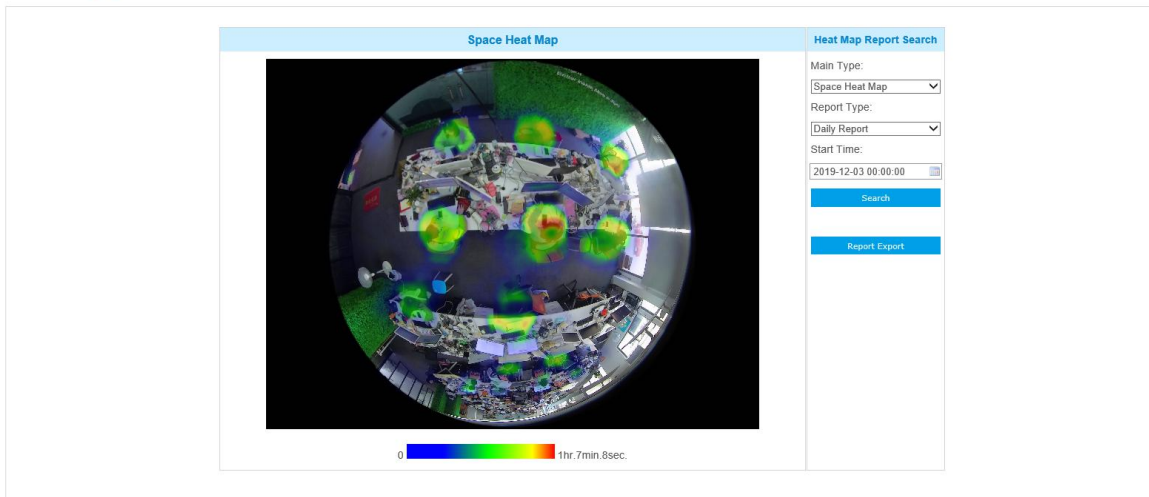 Space Heat Map
Heat Map Report Search
Main Type:
Space Heat Map
Report Type:
Daily Report
Start Time:
2019-12-03 00:00:00
Search
Report Export
0
1hr.7min.8sec.